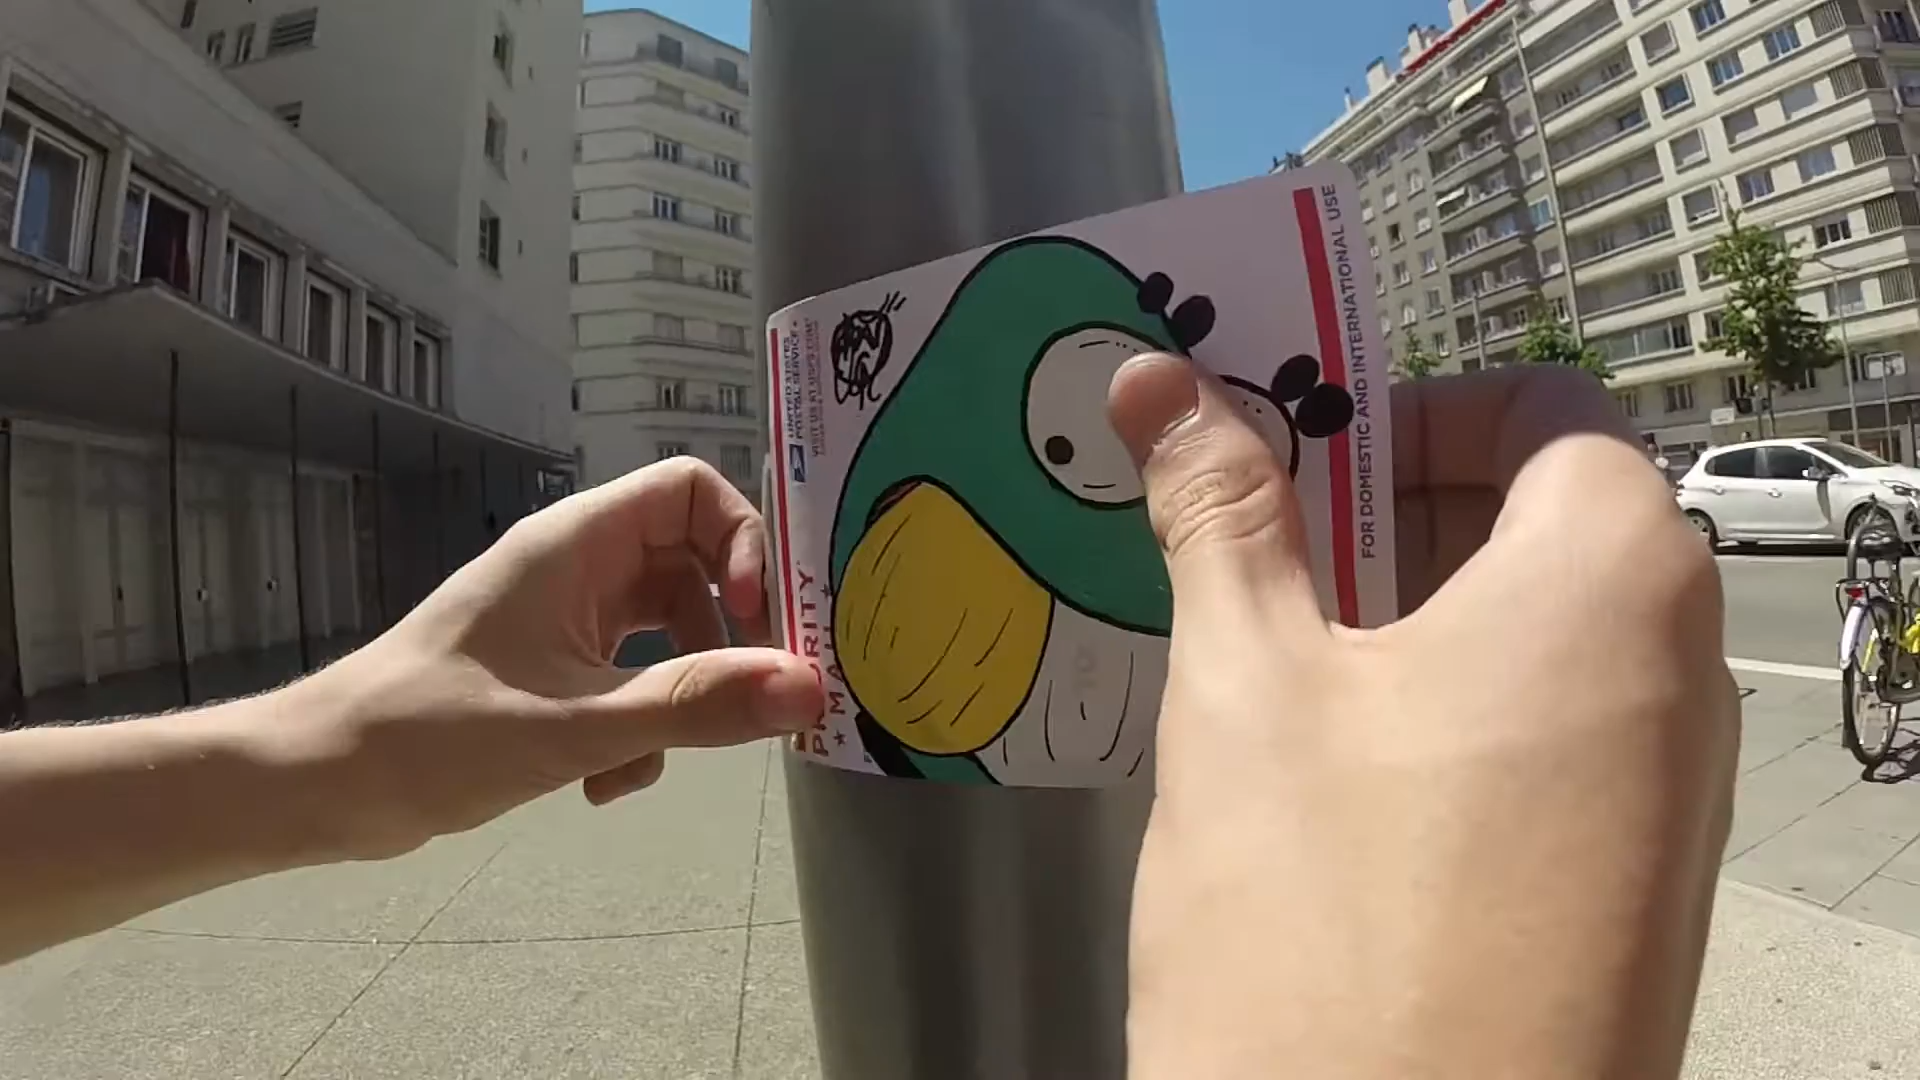 UNITED STATES
POSTAL SERVICE
VISIT US AT USPS.COM
PRIORITY
★ MAIL ★
FOR DOMESTIC AND INTERNATIONAL USE